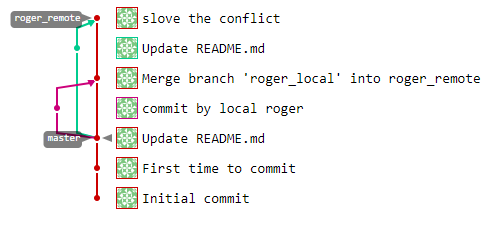 roger_remote
slove the conflict
Update README.md
Merge branch 'roger_local' into roger_remote
commit by local roger
master
Update README.md
First time to commit
Initial commit